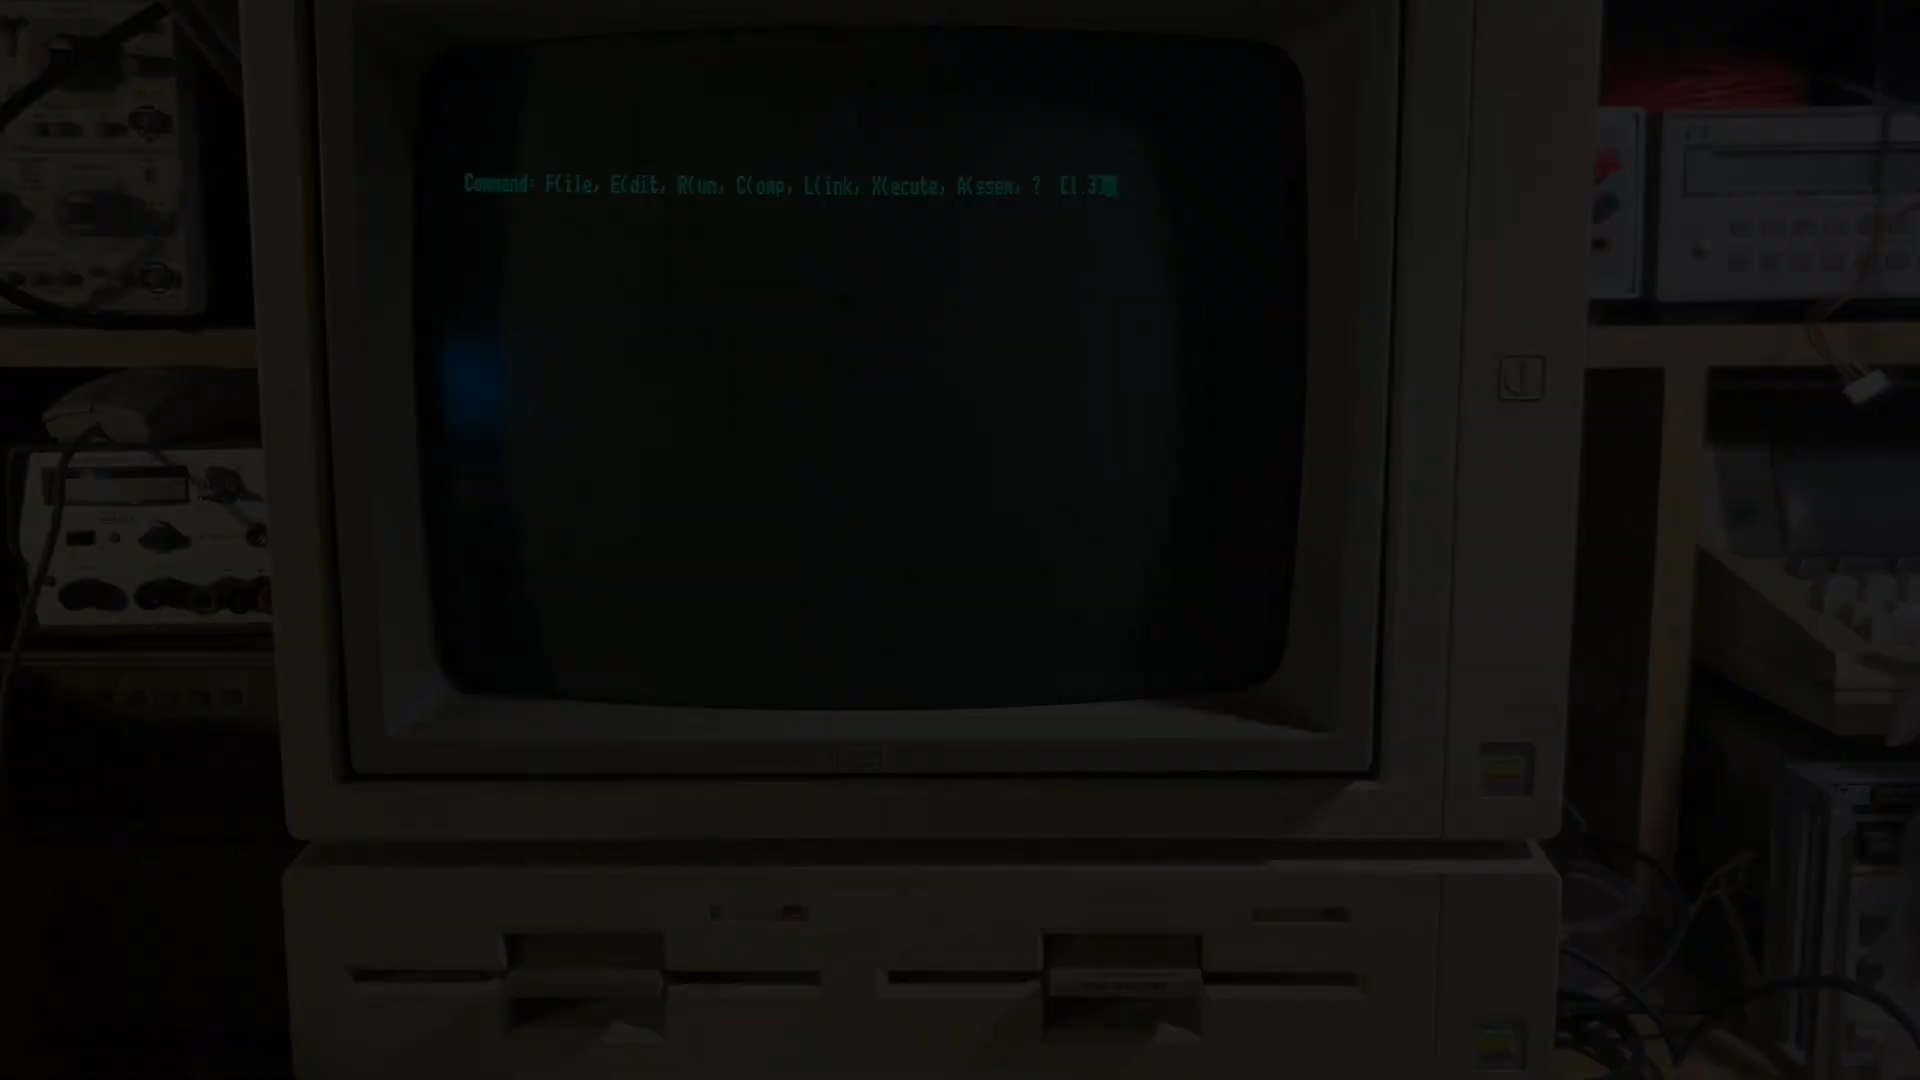 Command: F(ile, E(dit, R(un, C(omp, L(ink, X(ecute, A(ssem, ? [1.3]